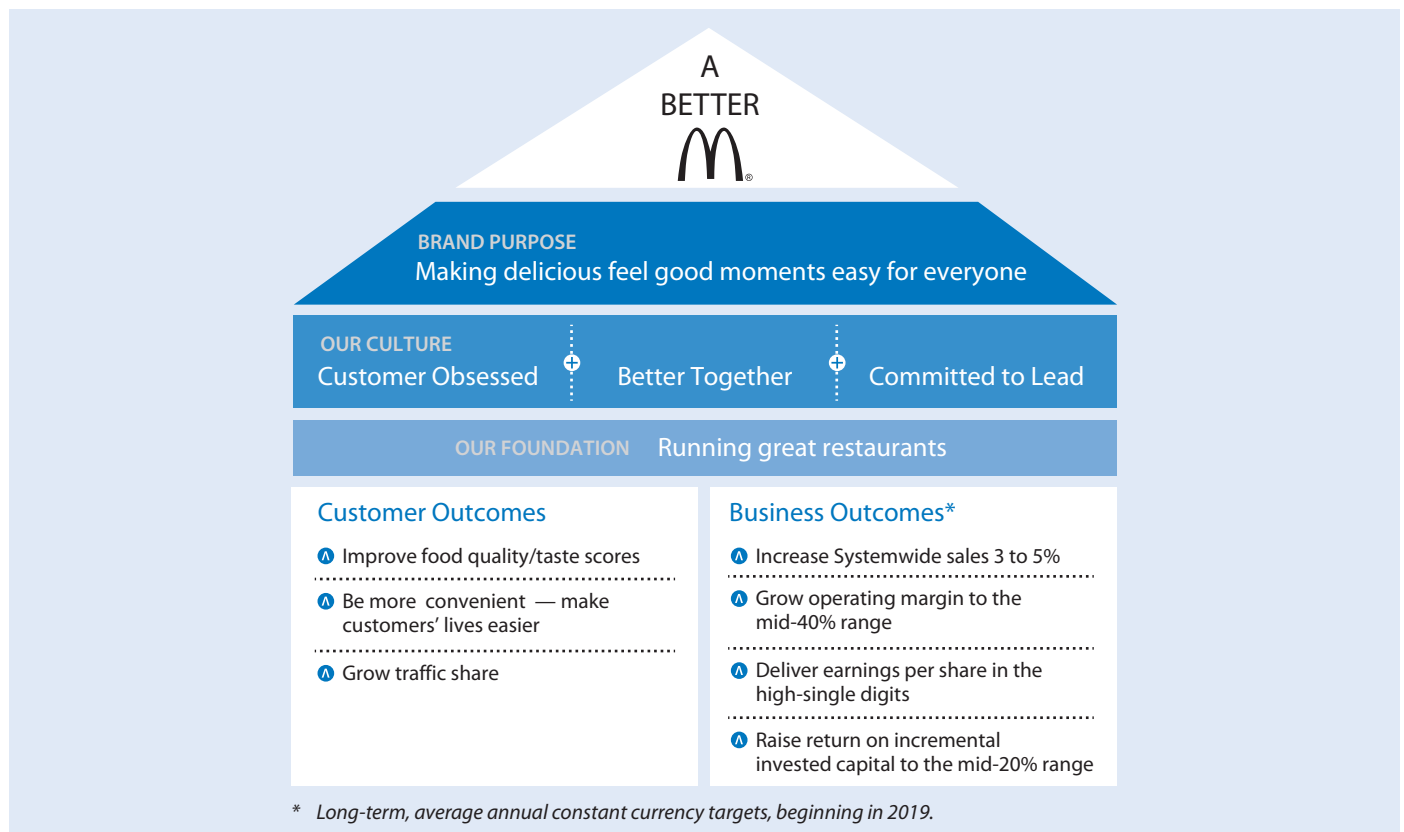 A
BETTER
®
BRAND PURPOSE
Making delicious feel good moments easy for everyone
OUR CULTURE
Customer Obsessed + Better Together + Committed to Lead
OUR FOUNDATION Running great restaurants
Customer Outcomes
Improve food quality/taste scores
Be more convenient — make
customers’ lives easier
Grow traffic share
Business Outcomes*
Increase Systemwide sales 3 to 5%
Grow operating margin to the
mid-40% range
Deliver earnings per share in the
high-single digits
Raise return on incremental
invested capital to the mid-20% range
* Long-term, average annual constant currency targets, beginning in 2019.